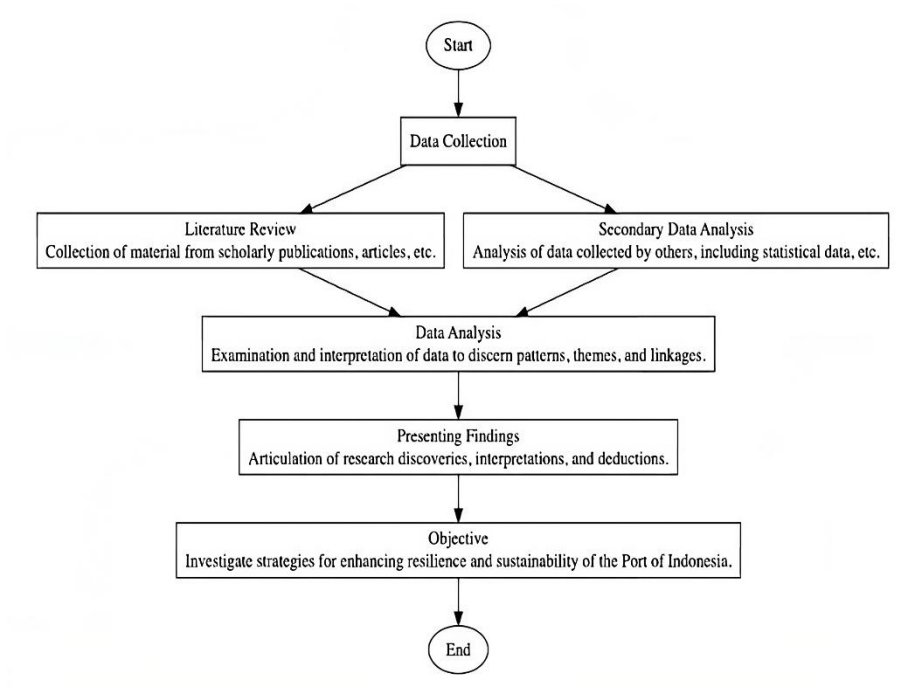 Start
Data Collection
Literature Review
Collection of material from scholarly publications, articles, etc.
Secondary Data Analysis
Analysis of data collected by others, including statistical data, etc.
Data Analysis
Examination and interpretation of data to discern patterns, themes, and linkages.
Presenting Findings
Articulation of research discoveries, interpretations, and deductions.
Objective
Investigate strategies for enhancing resilience and sustainability of the Port of Indonesia.
End